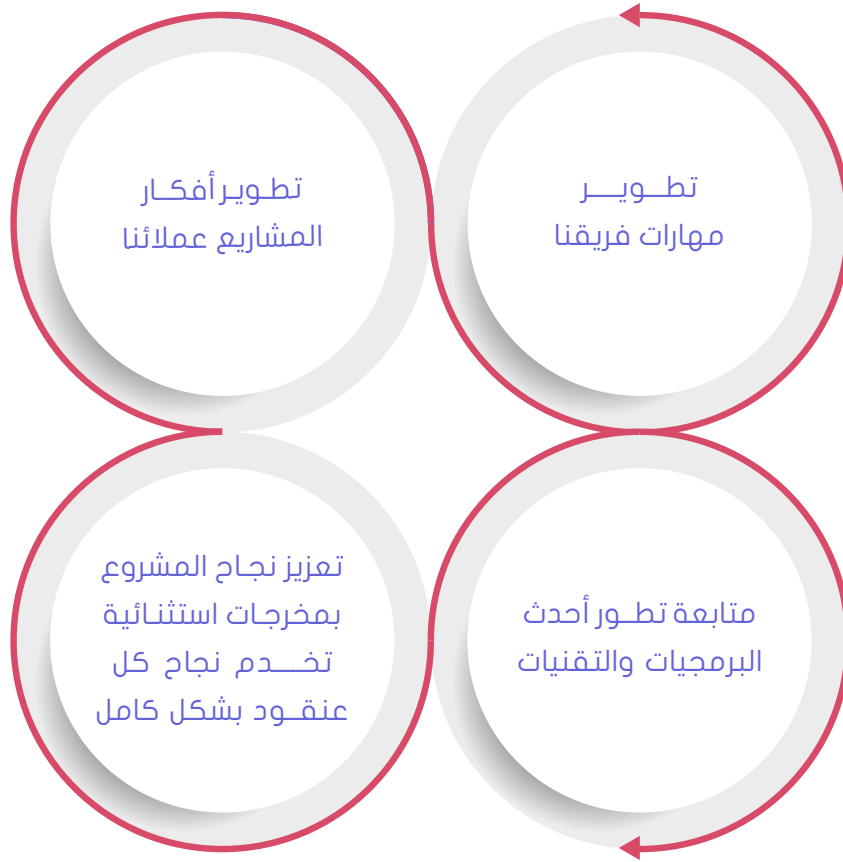 تطوير
مهارات فريقنا
تطوير أفكار
المشاريع عملائنا
متابعة تطور أحدث
البرمجيات والتقنيات
تعزيز نجاح المشروع
بمخرجات استثنائية
تخدم نجاح كل
عنقود بشكل كامل